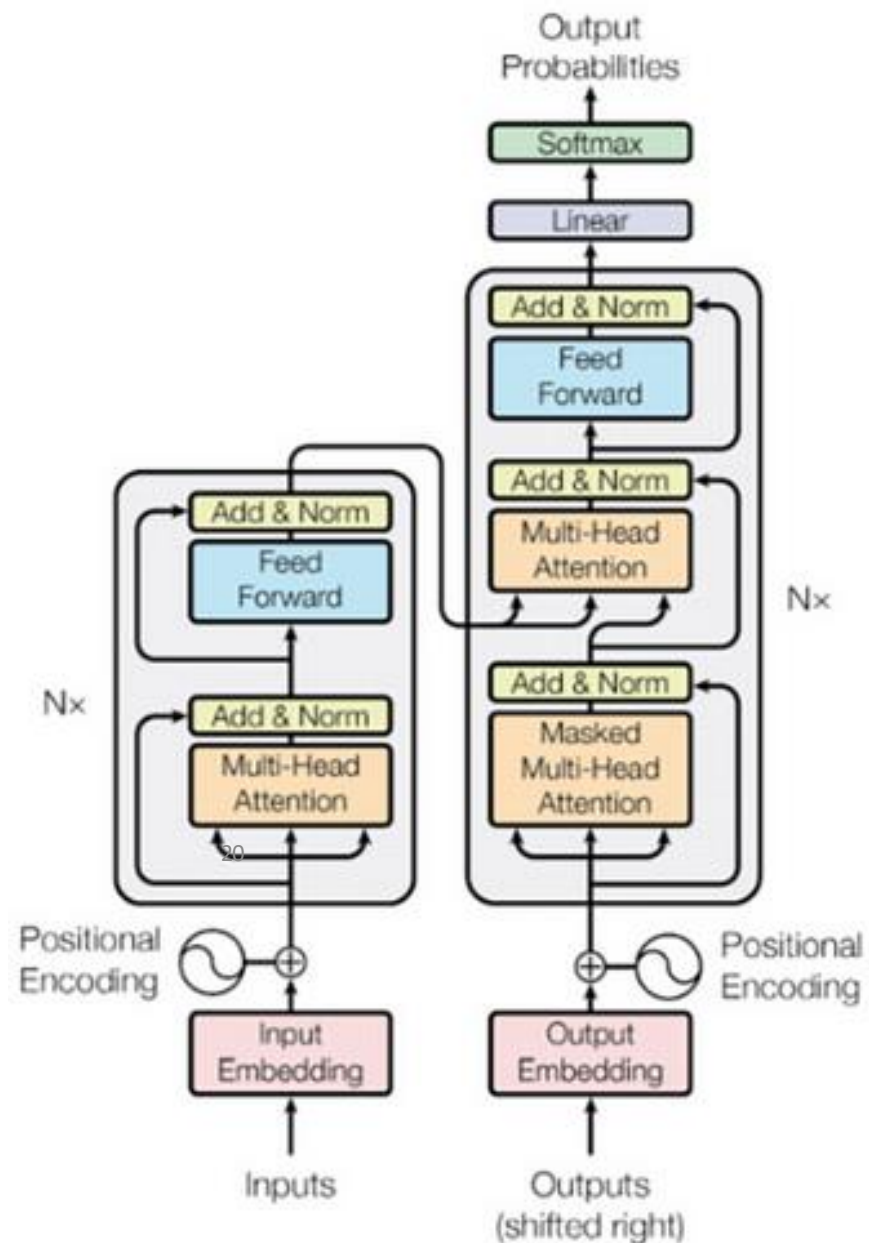 Output
Probabilities
Softmax
Linear
Add & Norm
Feed
Forward
Add & Norm
Multi-Head
Attention
Add & Norm
Masked
Multi-Head
Attention
Nx
Add & Norm
Feed
Forward
Add & Norm
Multi-Head
Attention
20
Nx
Positional
Encoding
Positional
Encoding
Input
Embedding
Output
Embedding
Inputs
Outputs
(shifted right)